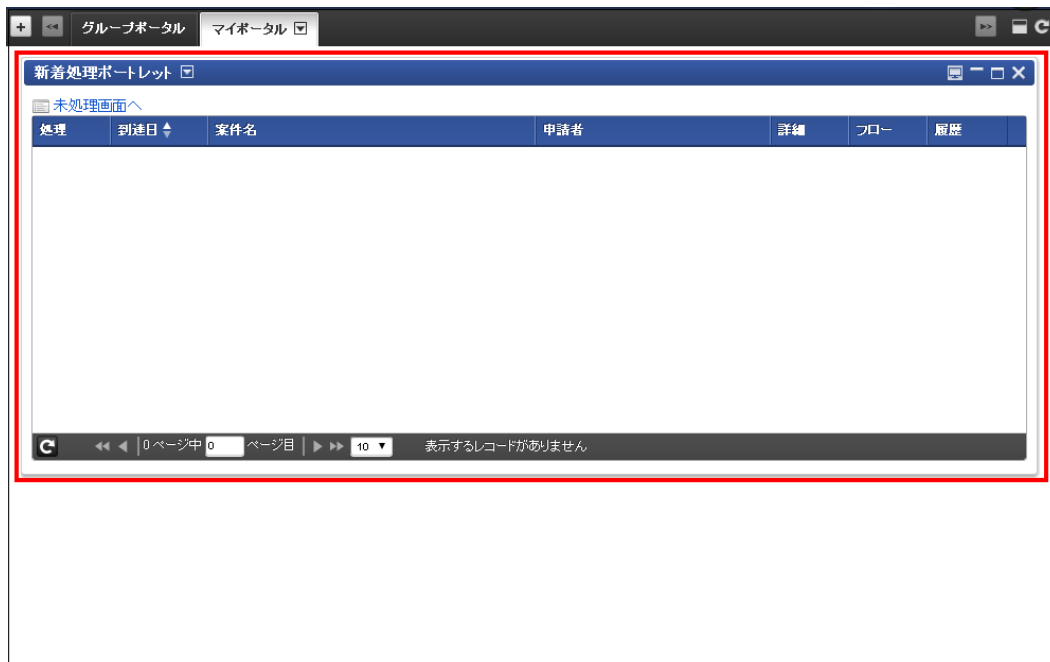 グループポータル マイポータル
新着処理ポートレット
未処理画面へ
処理 到達日 案件名 申請者 詳細 フロー 履歴
0 ページ中 0 ページ目 10 表示するレコードがありません